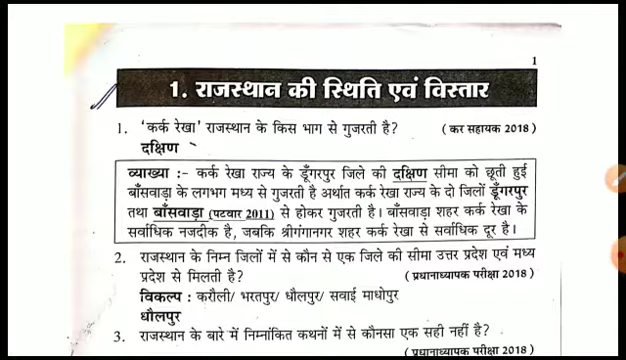 1
1. राजस्थान की स्थिति एवं विस्तार
1. 'कर्क रेखा' राजस्थान के किस भाग से गुजरती है? (कर सहायक 2018)
दक्षिण
व्याख्या :- कर्क रेखा राज्य के डूँगरपुर जिले की दक्षिण सीमा को छूती हुई
बाँसवाड़ा के लगभग मध्य से गुजरती है अर्थात कर्क रेखा राज्य के दो जिलों डूँगरपुर
तथा बाँसवाड़ा (पटवार 2011) से होकर गुजरती है। बाँसवाड़ा शहर कर्क रेखा के
सर्वाधिक नजदीक है, जबकि श्रीगंगानगर शहर कर्क रेखा से सर्वाधिक दूर है।
2. राजस्थान के निम्न जिलों में से कौन से एक जिले की सीमा उत्तर प्रदेश एवं मध्य
प्रदेश से मिलती है? (प्रधानाध्यापक परीक्षा 2018)
विकल्प : करौली/ भरतपुर/ धौलपुर/ सवाई माधोपुर
धौलपुर
3. राजस्थान के बारे में निम्नांकित कथनों में से कौनसा एक सही नहीं है?
(प्रधानाध्यापक परीक्षा 2018)